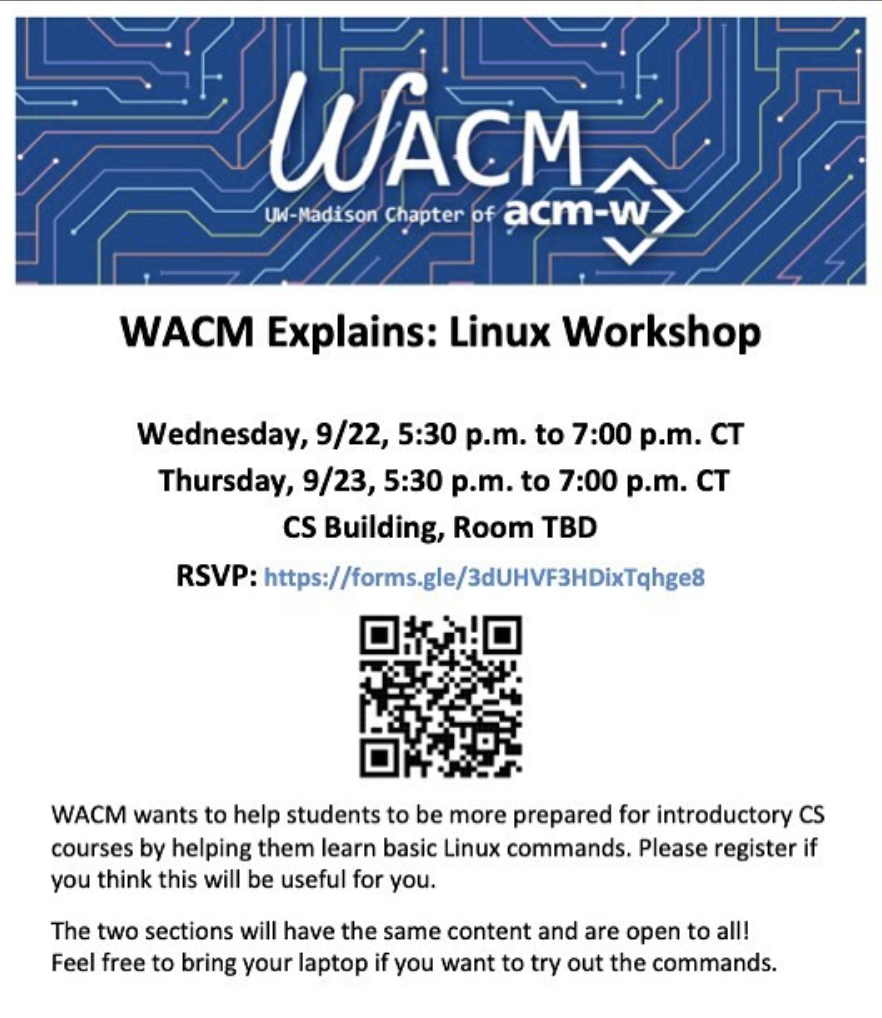 WACM
UW-Madison Chapter of acm-w
WACM Explains: Linux Workshop
Wednesday, 9/22, 5:30 p.m. to 7:00 p.m. CT
Thursday, 9/23, 5:30 p.m. to 7:00 p.m. CT
CS Building, Room TBD
RSVP: https://forms.gle/3dUHVF3HDixTqhge8
WACM wants to help students to be more prepared for introductory CS
courses by helping them learn basic Linux commands. Please register if
you think this will be useful for you.
The two sections will have the same content and are open to all!
Feel free to bring your laptop if you want to try out the commands.